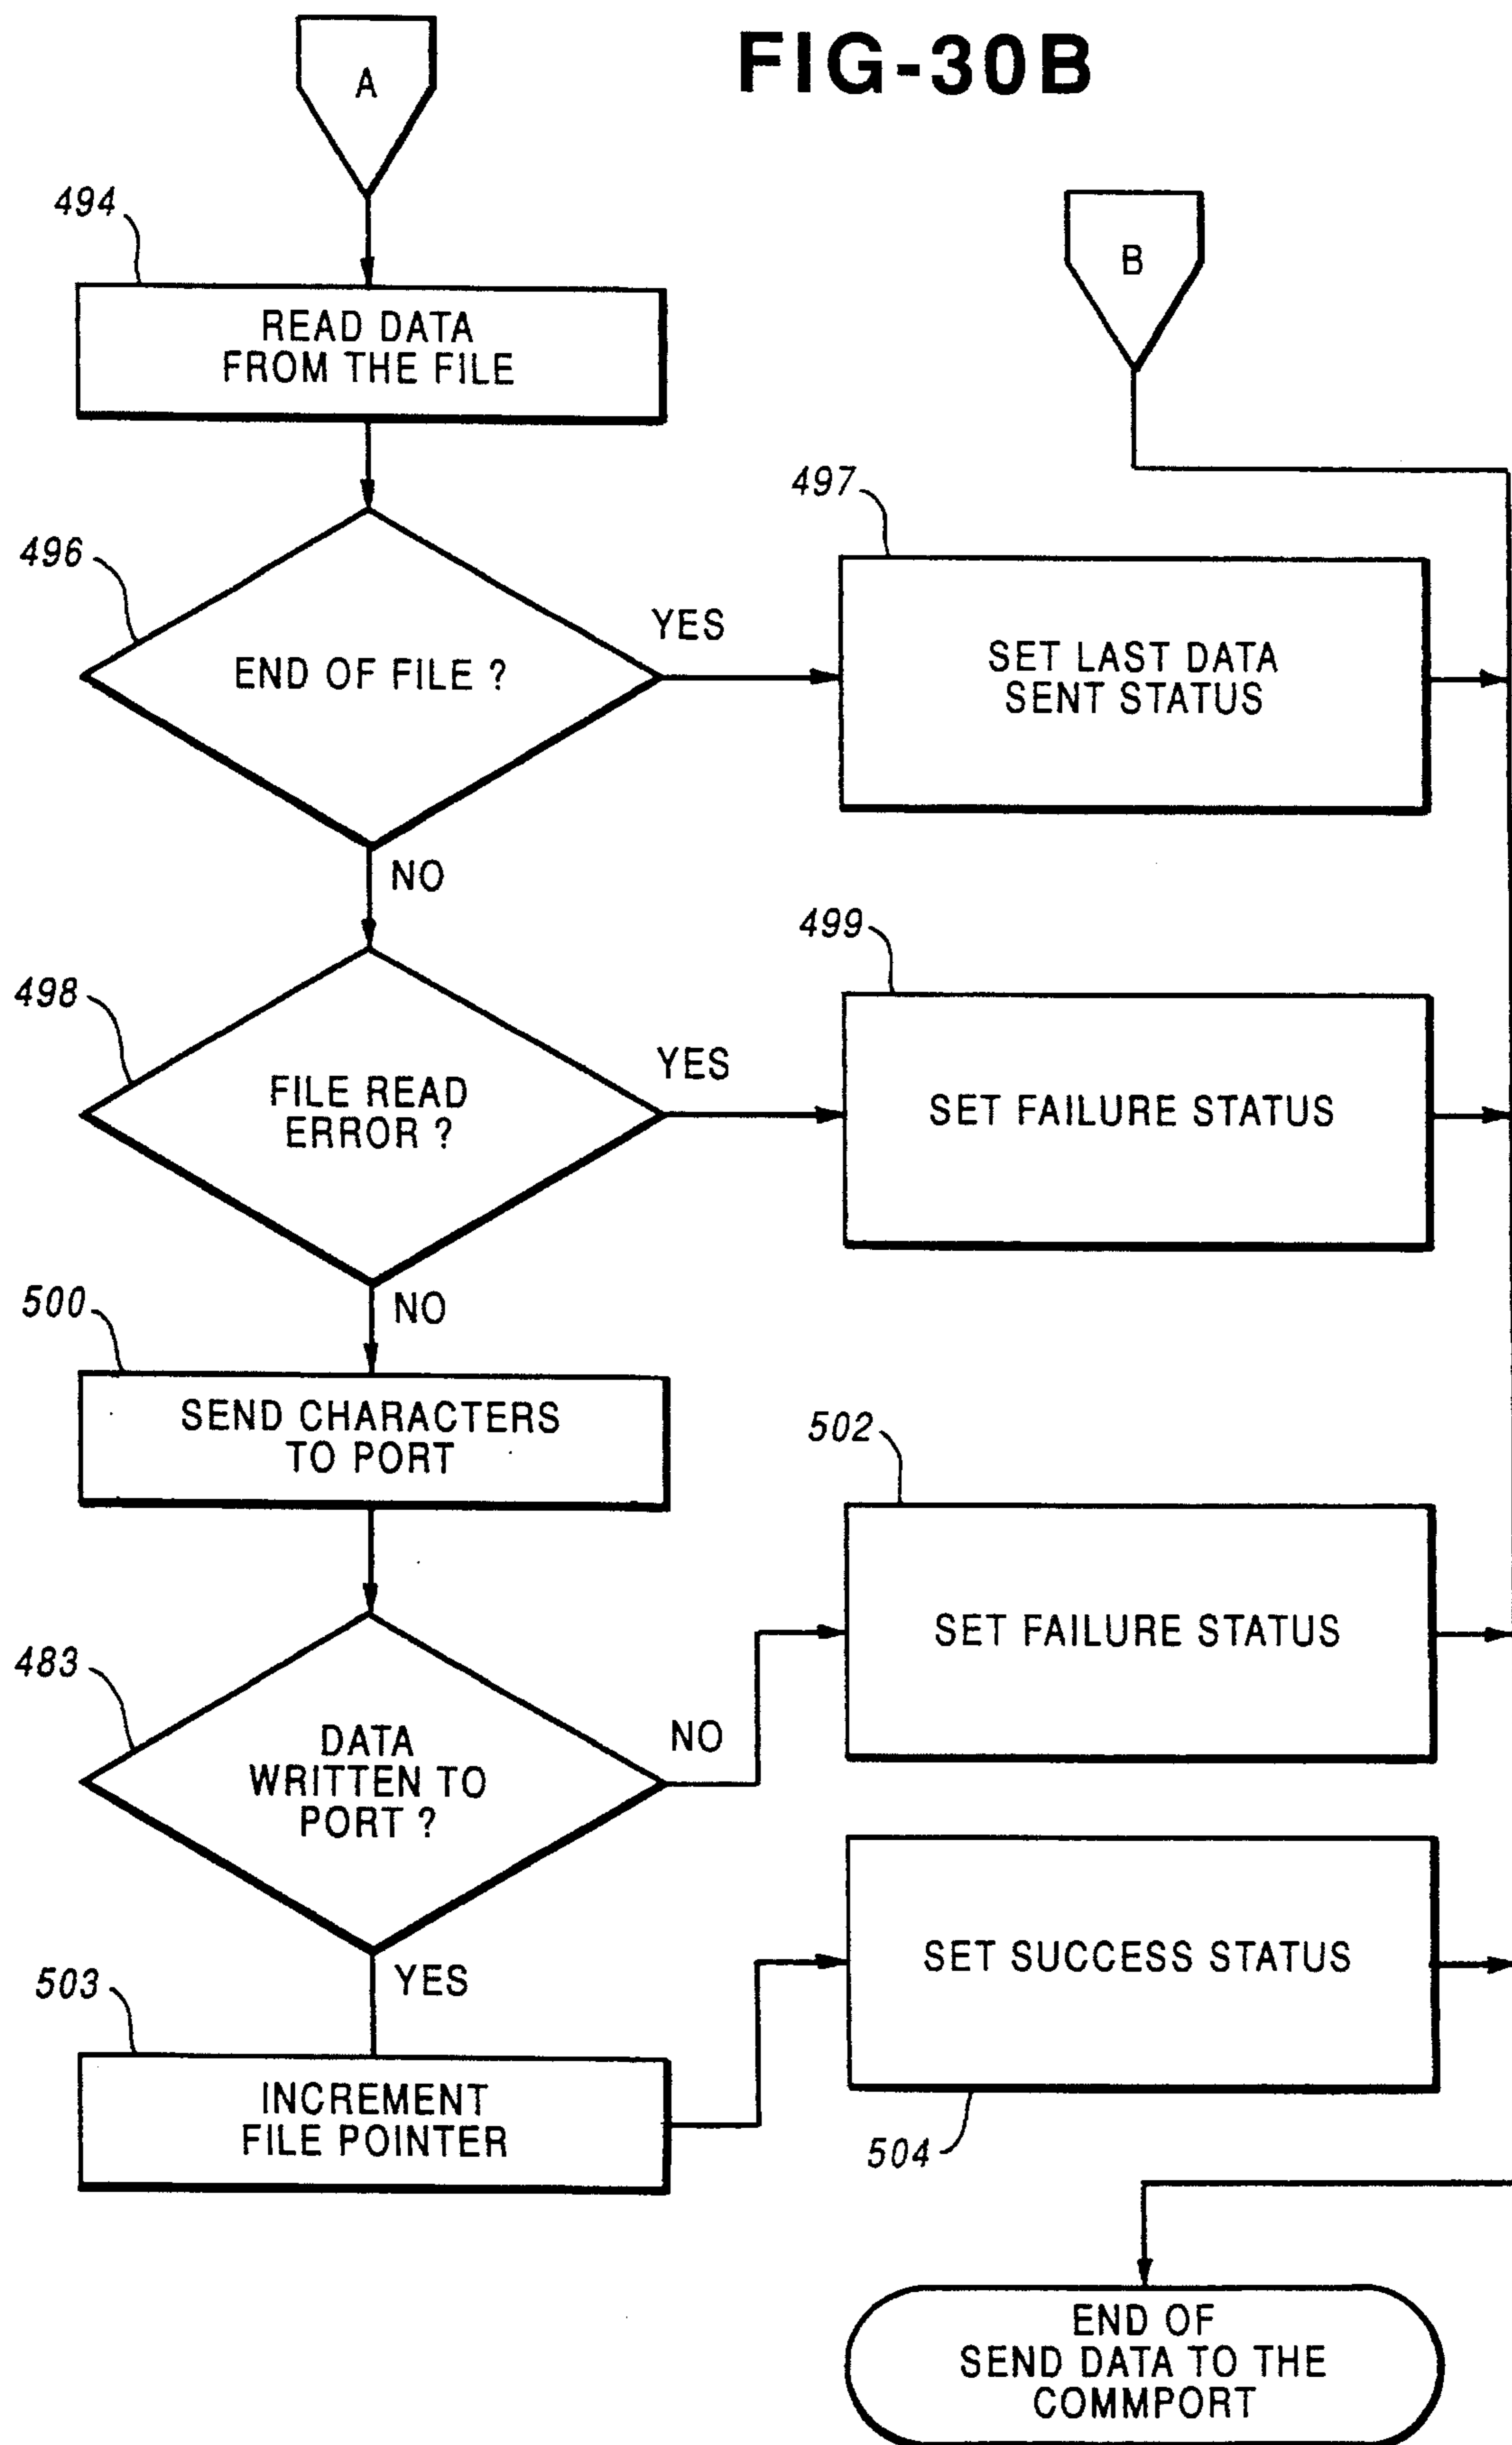 FIG-30B
A
494
READ DATA
FROM THE FILE
B
496
END OF FILE ?
YES
NO
497
SET LAST DATA
SENT STATUS
498
FILE READ
ERROR ?
YES
NO
499
SET FAILURE STATUS
500
SEND CHARACTERS
TO PORT
483
DATA
WRITTEN TO
PORT ?
NO
YES
502
SET FAILURE STATUS
503
INCREMENT
FILE POINTER
SET SUCCESS STATUS
504
END OF
SEND DATA TO THE
COMMPORT